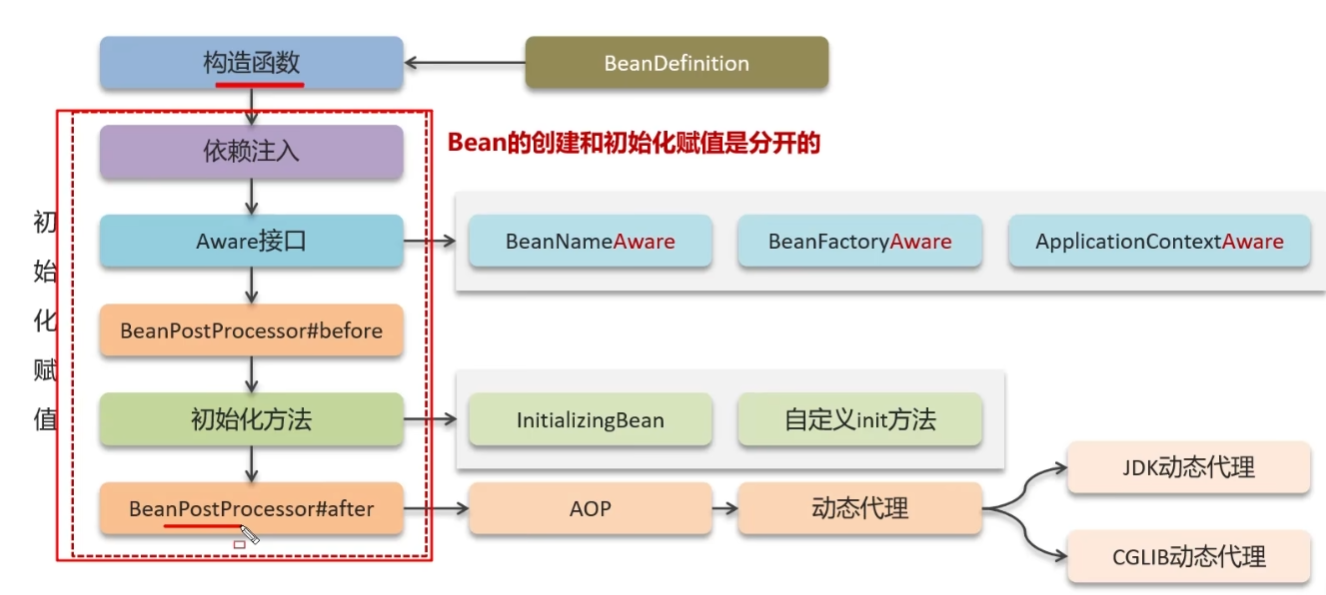 构造函数
BeanDefinition
依赖注入
Bean的创建和初始化赋值是分开的
初始化赋值
Aware接口
BeanNameAware
BeanFactoryAware
ApplicationContextAware
BeanPostProcessor#before
初始化方法
InitializingBean
自定义init方法
BeanPostProcessor#after
AOP
动态代理
JDK动态代理
CGLIB动态代理